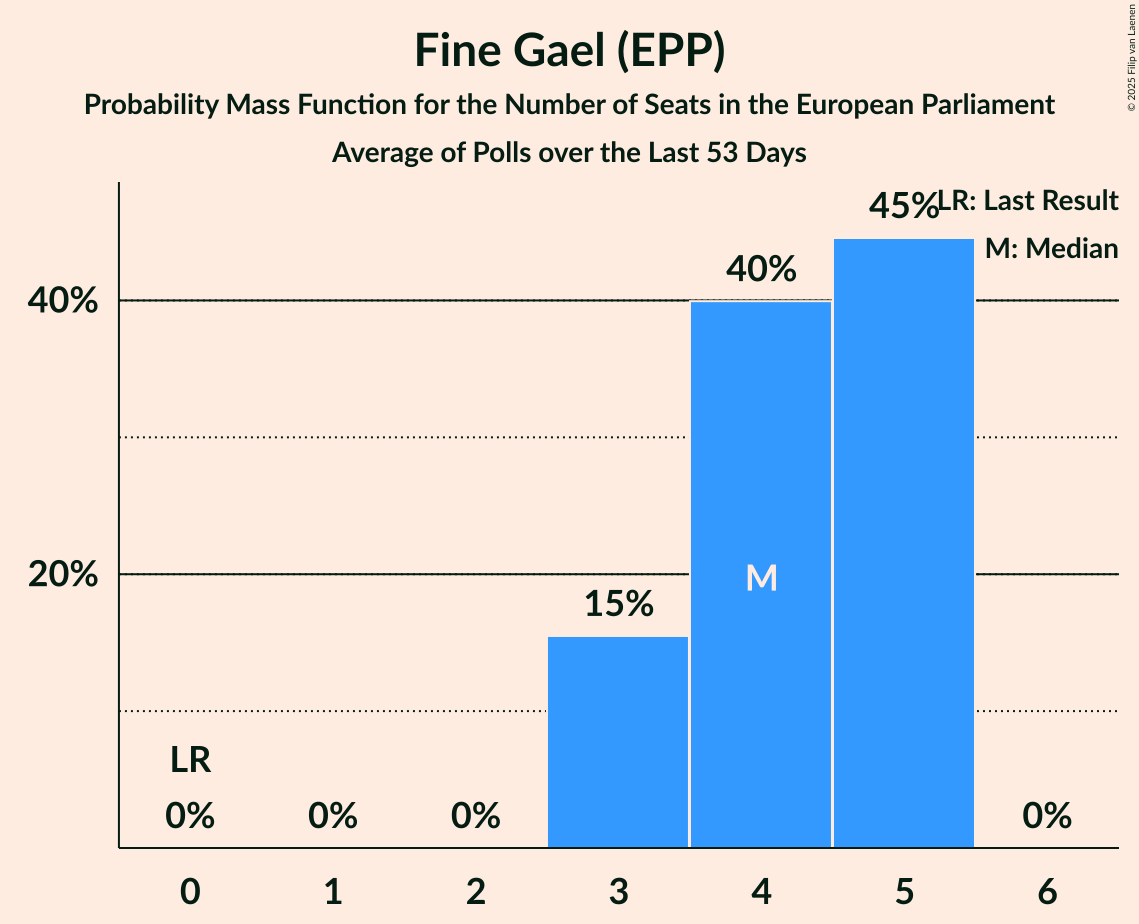 Fine Gael (EPP)
Probability Mass Function for the Number of Seats in the European Parliament
Average of Polls over the Last 53 Days
© 2025 Filip van Laenen
LR: Last Result
M: Median
45%
40%
40%
20%
M
15%
LR
0%
0%
0%
0%
0
1
2
3
4
5
6